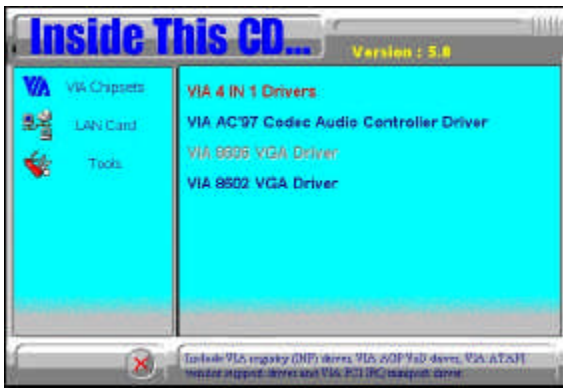 Inside This CD...
Version : 5.8
VIA Chipsets
LAN Card
Tools
VIA 4 IN 1 Drivers
VIA AC'97 Codec Audio Controller Driver
VIA VGA Driver
VIA 8602 VGA Driver
Include VIA registry (INF) driver, VIA AGP VxD driver, VIA ATAPI
vendor support driver and VIA PCI IRQ miniport driver